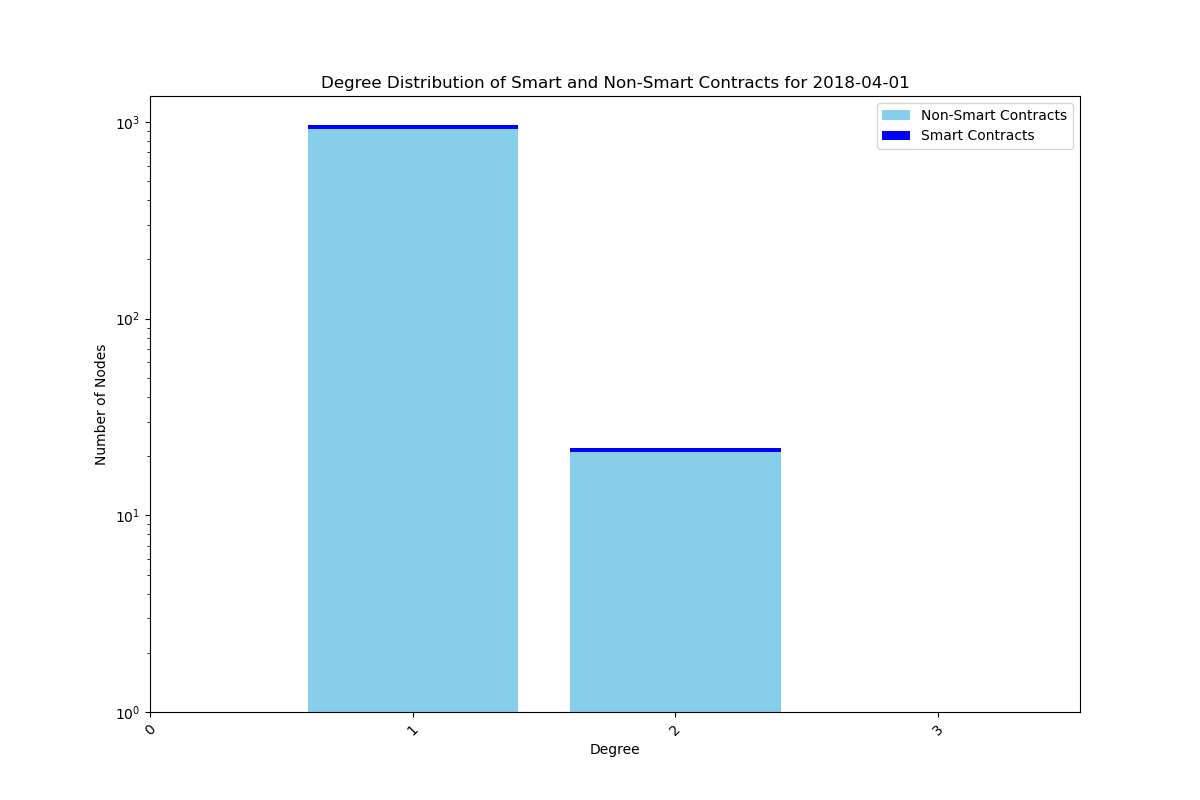 Degree Distribution of Smart and Non-Smart Contracts for 2018-04-01
Non-Smart Contracts
Smart Contracts
Number of Nodes
10³
10²
10¹
10⁰
0 1 2 3
Degree